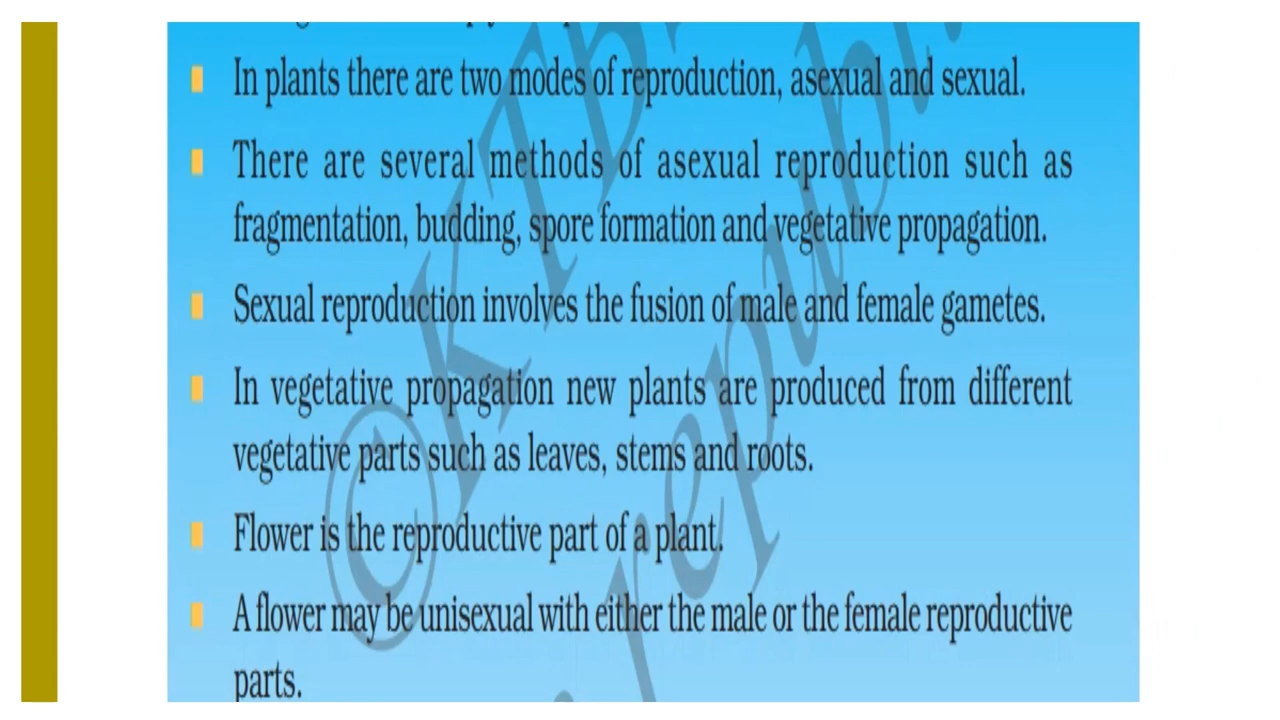 In plants there are two modes of reproduction, asexual and sexual.
There are several methods of asexual reproduction such as
fragmentation, budding, spore formation and vegetative propagation.
Sexual reproduction involves the fusion of male and female gametes.
In vegetative propagation new plants are produced from different
vegetative parts such as leaves, stems and roots.
Flower is the reproductive part of a plant.
A flower may be unisexual with either the male or the female reproductive
parts.